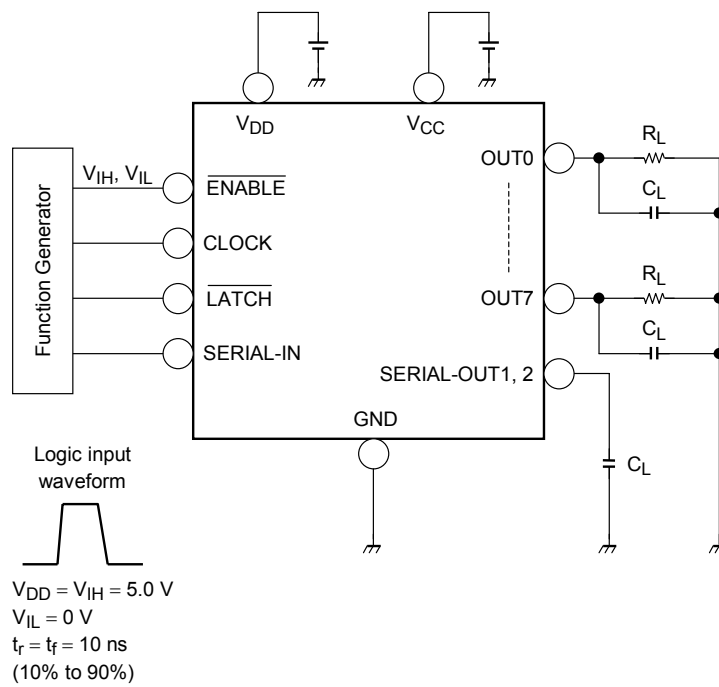 V_DD
V_CC
OUT0
R_L
C_L
Function Generator
V_IH, V_IL
ENABLE
CLOCK
LATCH
SERIAL-IN
OUT7
R_L
C_L
SERIAL-OUT1, 2
GND
C_L
Logic input
waveform
V_DD = V_IH = 5.0 V
V_IL = 0 V
t_r = t_f = 10 ns
(10% to 90%)